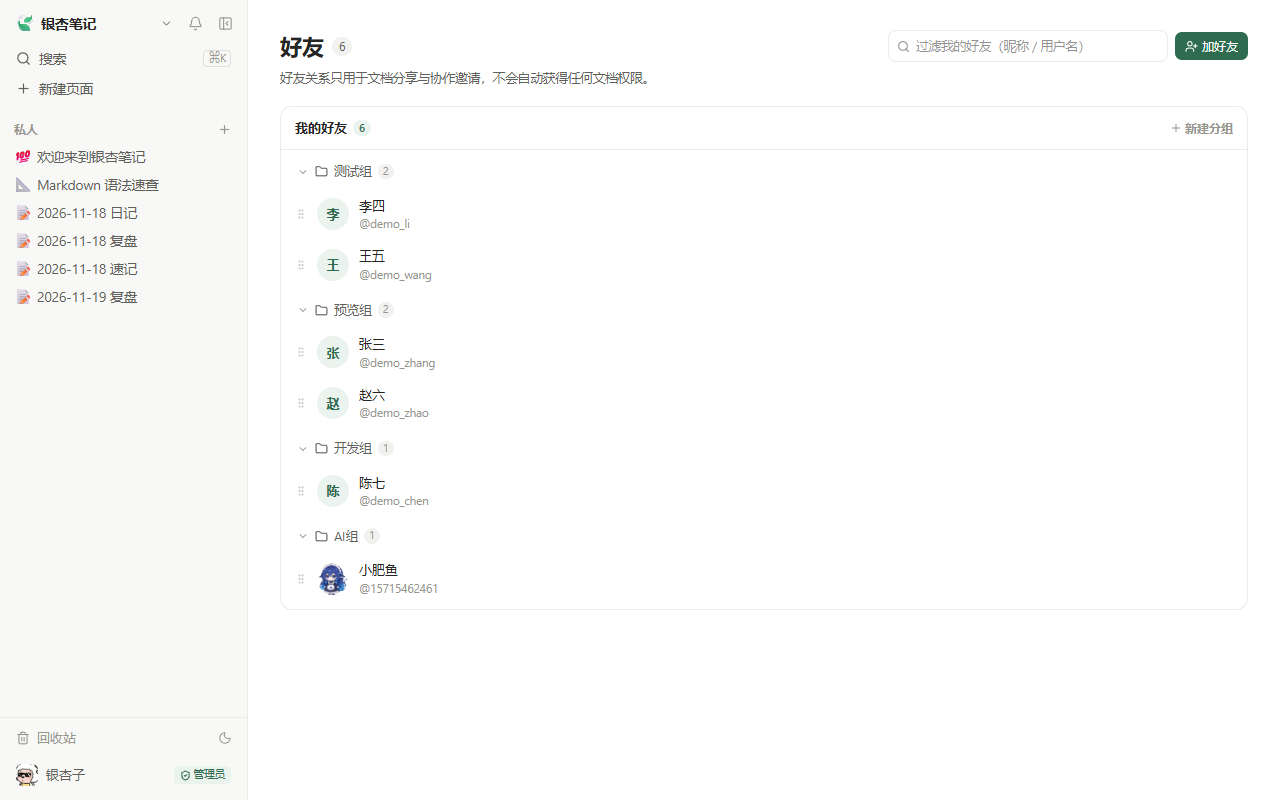 银杏笔记
搜索
⌘K
新建页面
私人
💯 欢迎来到银杏笔记
📐 Markdown 语法速查
📝 2026-11-18 日记
📝 2026-11-18 复盘
📝 2026-11-18 速记
📝 2026-11-19 复盘
回收站
银杏子
管理员
好友 6
过滤我的好友（昵称 / 用户名）
加好友
好友关系只用于文档分享与协作邀请，不会自动获得任何文档权限。
我的好友 6
+ 新建分组
测试组 2
李
李四
@demo_li
王
王五
@demo_wang
预览组 2
张
张三
@demo_zhang
赵
赵六
@demo_zhao
开发组 1
陈
陈七
@demo_chen
AI组 1
小肥鱼
@15715462461